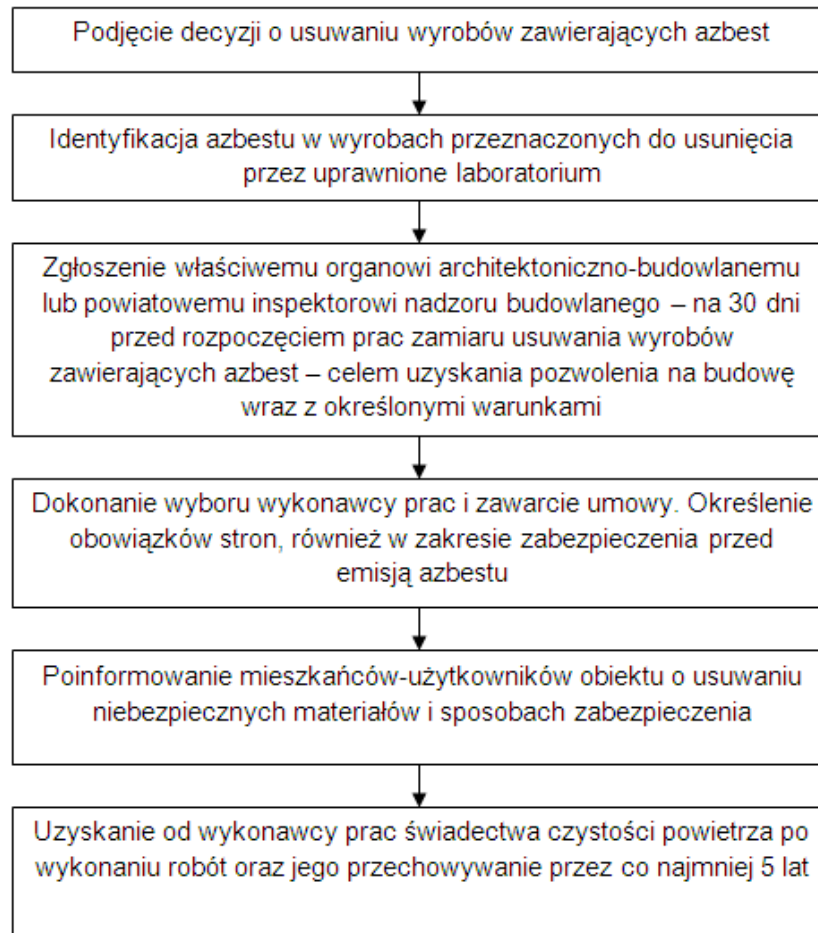 Podjęcie decyzji o usuwaniu wyrobów zawierających azbest
Identyfikacja azbestu w wyrobach przeznaczonych do usunięcia
przez uprawnione laboratorium
Zgłoszenie właściwemu organowi architektoniczno-budowlanemu
lub powiatowemu inspektorowi nadzoru budowlanego – na 30 dni
przed rozpoczęciem prac zamiaru usuwania wyrobów
zawierających azbest – celem uzyskania pozwolenia na budowę
wraz z określonymi warunkami
Dokonanie wyboru wykonawcy prac i zawarcie umowy. Określenie
obowiązków stron, również w zakresie zabezpieczenia przed
emisją azbestu
Poinformowanie mieszkańców-użytkowników obiektu o usuwaniu
niebezpiecznych materiałów i sposobach zabezpieczenia
Uzyskanie od wykonawcy prac świadectwa czystości powietrza po
wykonaniu robót oraz jego przechowywanie przez co najmniej 5 lat